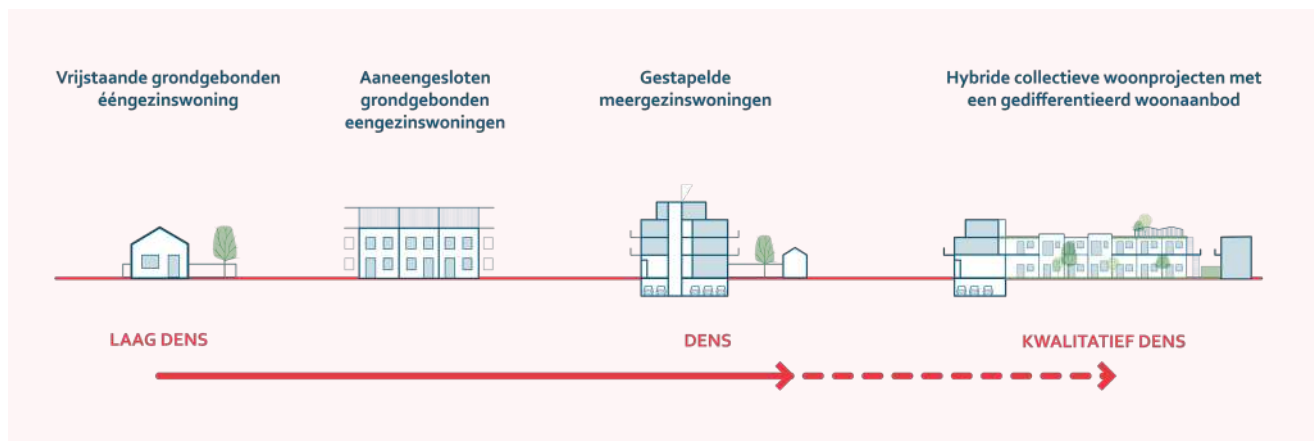 Vrijstaande grondgebonden
ééngezinswoning
Aaneengesloten
grondgebonden
eengezinswoningen
Gestapelde
meergezinswoningen
Hybride collectieve woonprojecten met
een gedifferentieerd woonaanbod
LAAG DENS
DENS
KWALITATIEF DENS